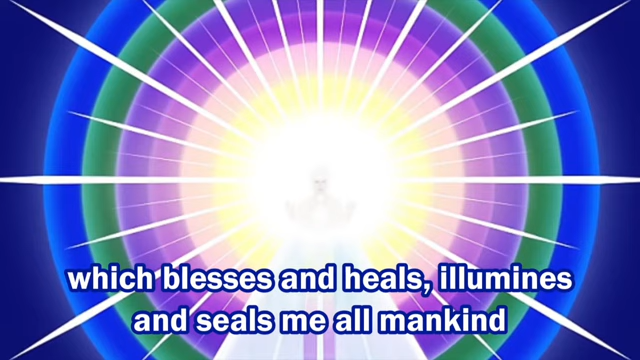 which blesses and heals, illumines
and seals me all mankind